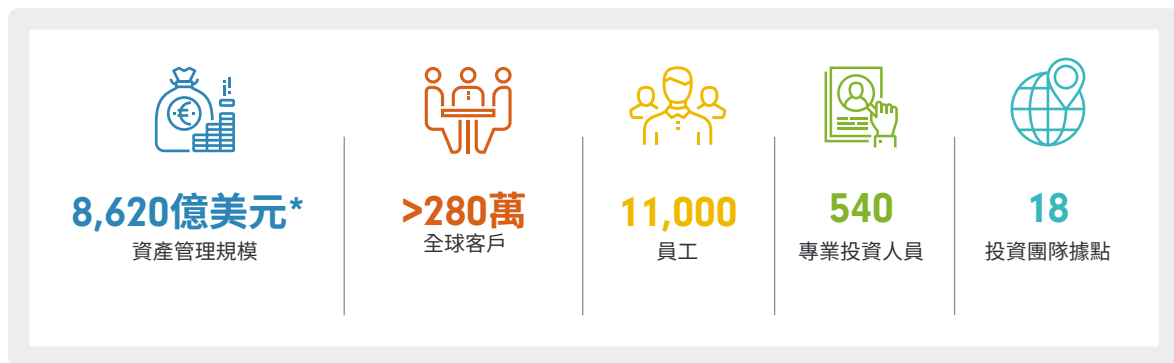 8,620億美元*
資產管理規模
>280萬
全球客戶
11,000
員工
540
專業投資人員
18
投資團隊據點